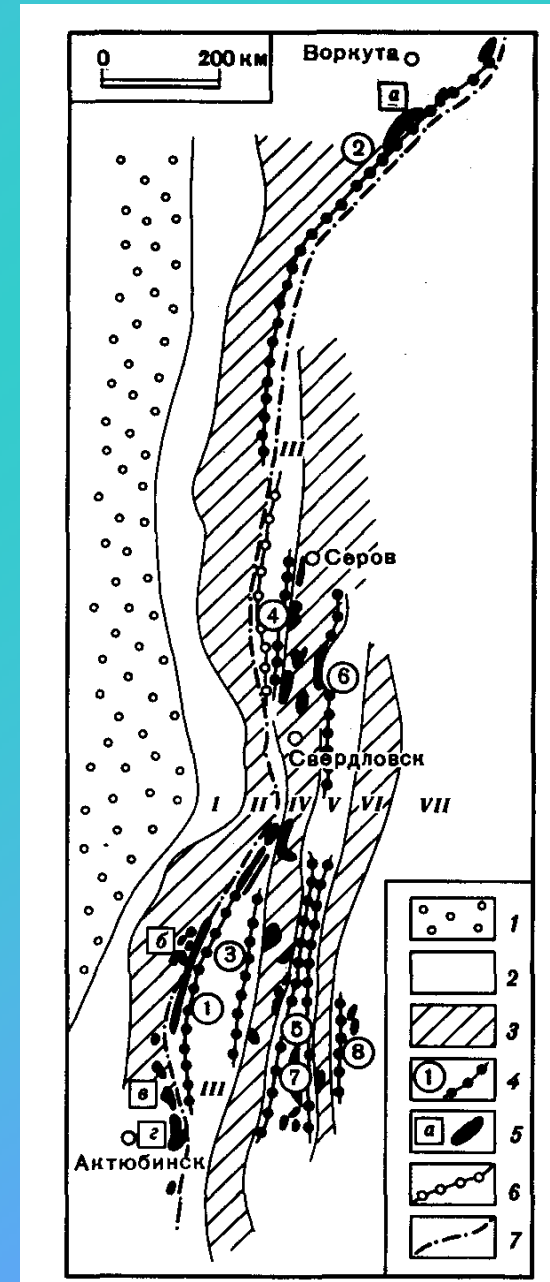 0 200 км
Воркута
а
2
III
Серов
4
6
Свердловск
I II IV V VI VII
б
3
1
5
8
7
в
III
г
Актюбинск
1
2
3
1 4
а 5
6
7